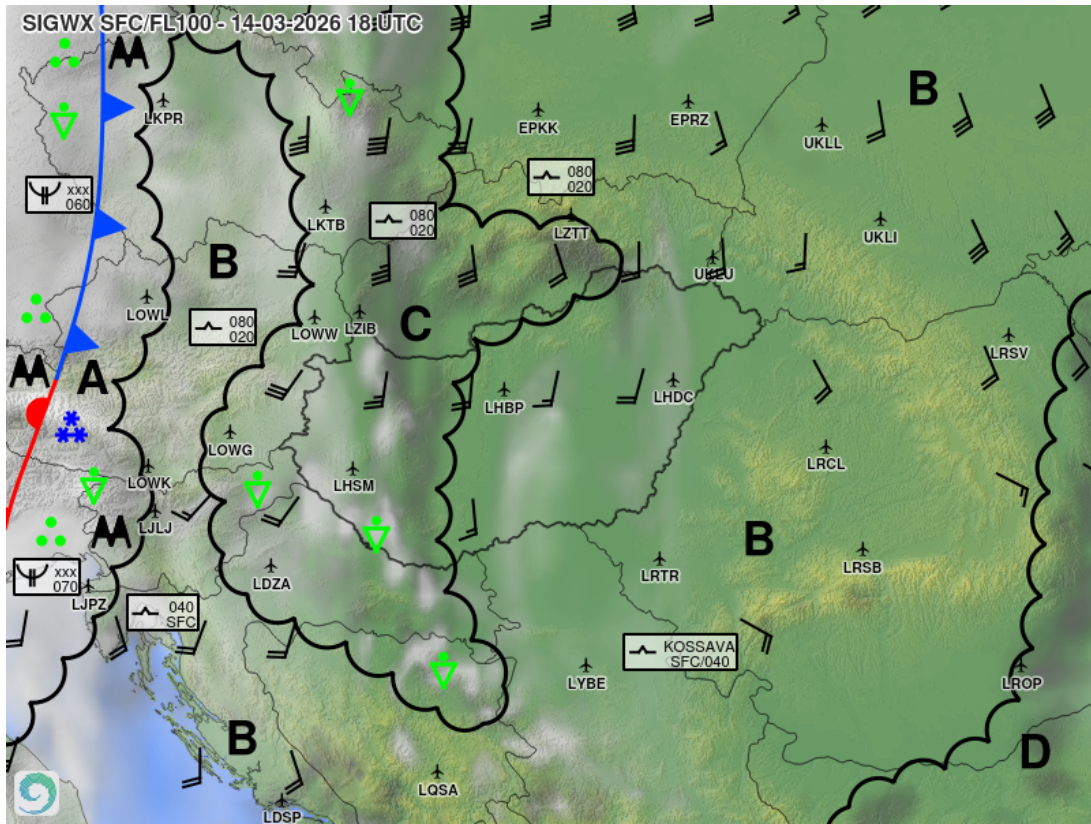 SIGWX SFC/FL100 - 14-03-2026 18 UTC
B
LKPR
EPKK
EPRZ
UKLL
080
020
xxx
060
LKTB
080
020
LZTT
UKLI
B
UKLU
LOWL
080
020
LOWW
LZIB
C
LRSV
A
LHBP
LHDC
LOWG
LRCL
LOWK
LHSM
LJLJ
B
LDZA
LRTR
LRSB
xxx
070
LJPZ
040
SFC
KOSSAVA
SFC/040
LYBE
LROP
B
D
LQSA
LDSP